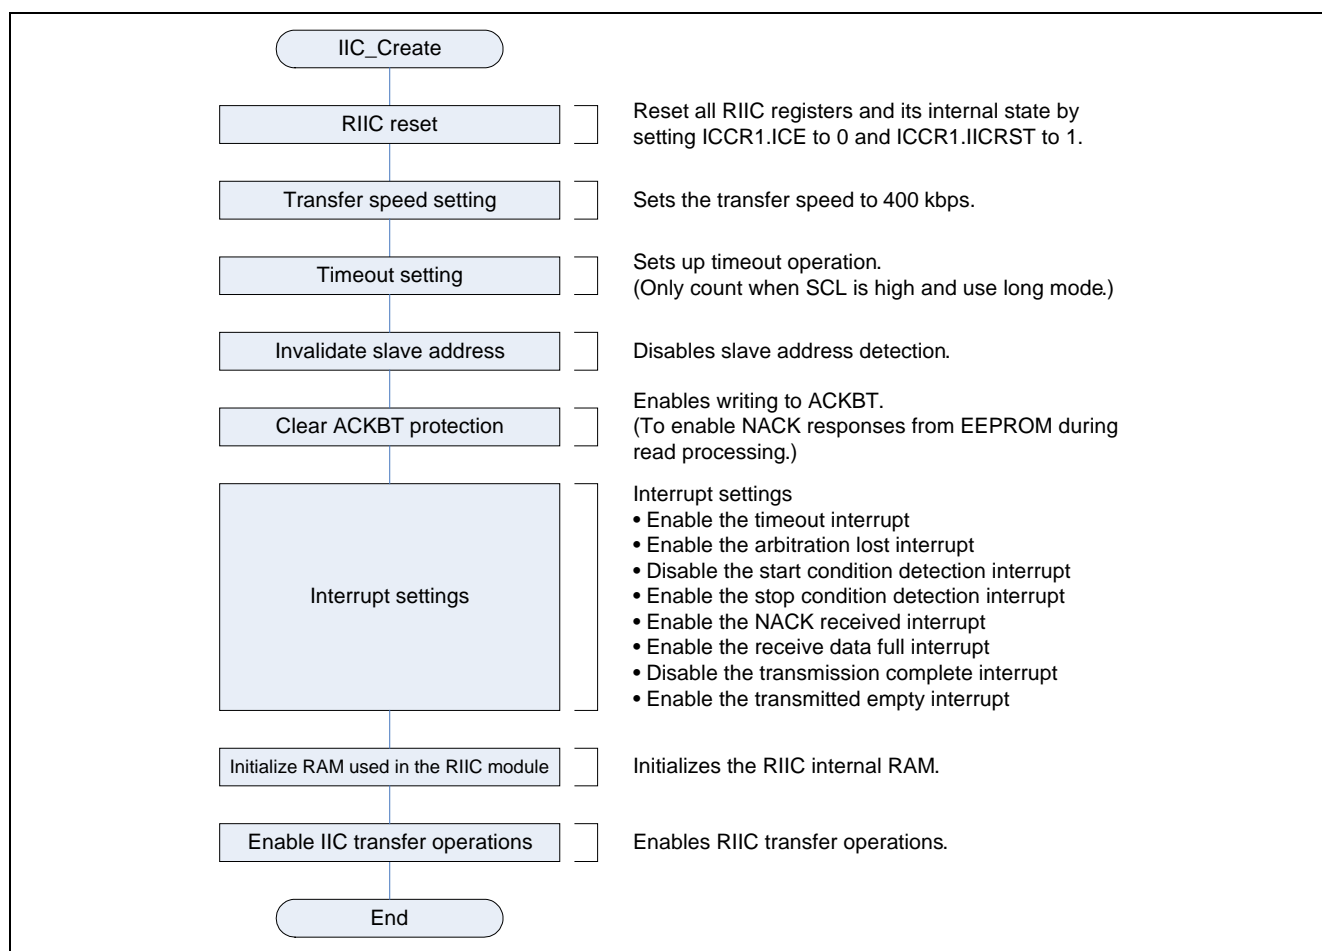 IIC_Create
RIIC reset
Reset all RIIC registers and its internal state by
setting ICCR1.ICE to 0 and ICCR1.IICRST to 1.
Transfer speed setting
Sets the transfer speed to 400 kbps.
Timeout setting
Sets up timeout operation.
(Only count when SCL is high and use long mode.)
Invalidate slave address
Disables slave address detection.
Clear ACKBT protection
Enables writing to ACKBT.
(To enable NACK responses from EEPROM during
read processing.)
Interrupt settings
Interrupt settings
• Enable the timeout interrupt
• Enable the arbitration lost interrupt
• Disable the start condition detection interrupt
• Enable the stop condition detection interrupt
• Enable the NACK received interrupt
• Enable the receive data full interrupt
• Disable the transmission complete interrupt
• Enable the transmitted empty interrupt
Initialize RAM used in the RIIC module
Initializes the RIIC internal RAM.
Enable IIC transfer operations
Enables RIIC transfer operations.
End